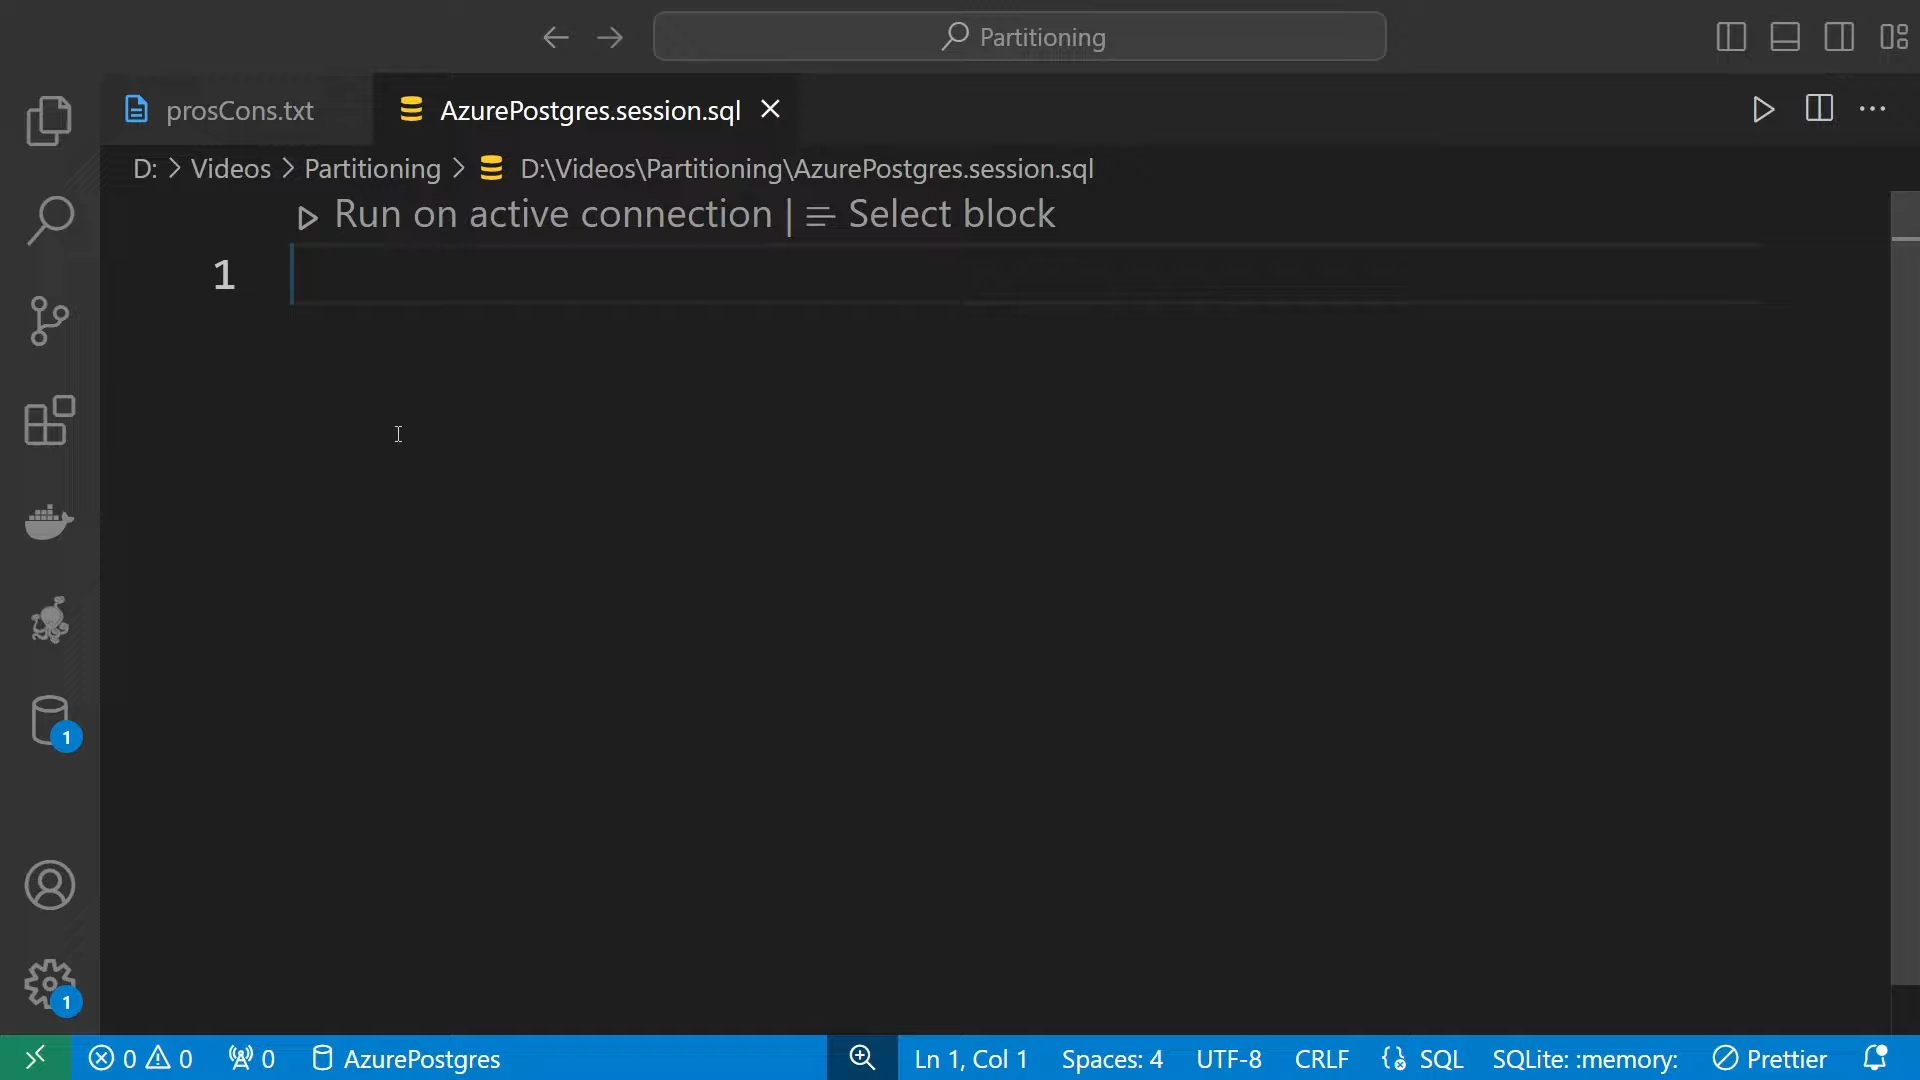 Partitioning
prosCons.txt
AzurePostgres.session.sql
D: > Videos > Partitioning > D:\Videos\Partitioning\AzurePostgres.session.sql
Run on active connection | Select block
1
1
1
0 0 0 AzurePostgres Ln 1, Col 1 Spaces: 4 UTF-8 CRLF SQL SQLite: :memory: Prettier